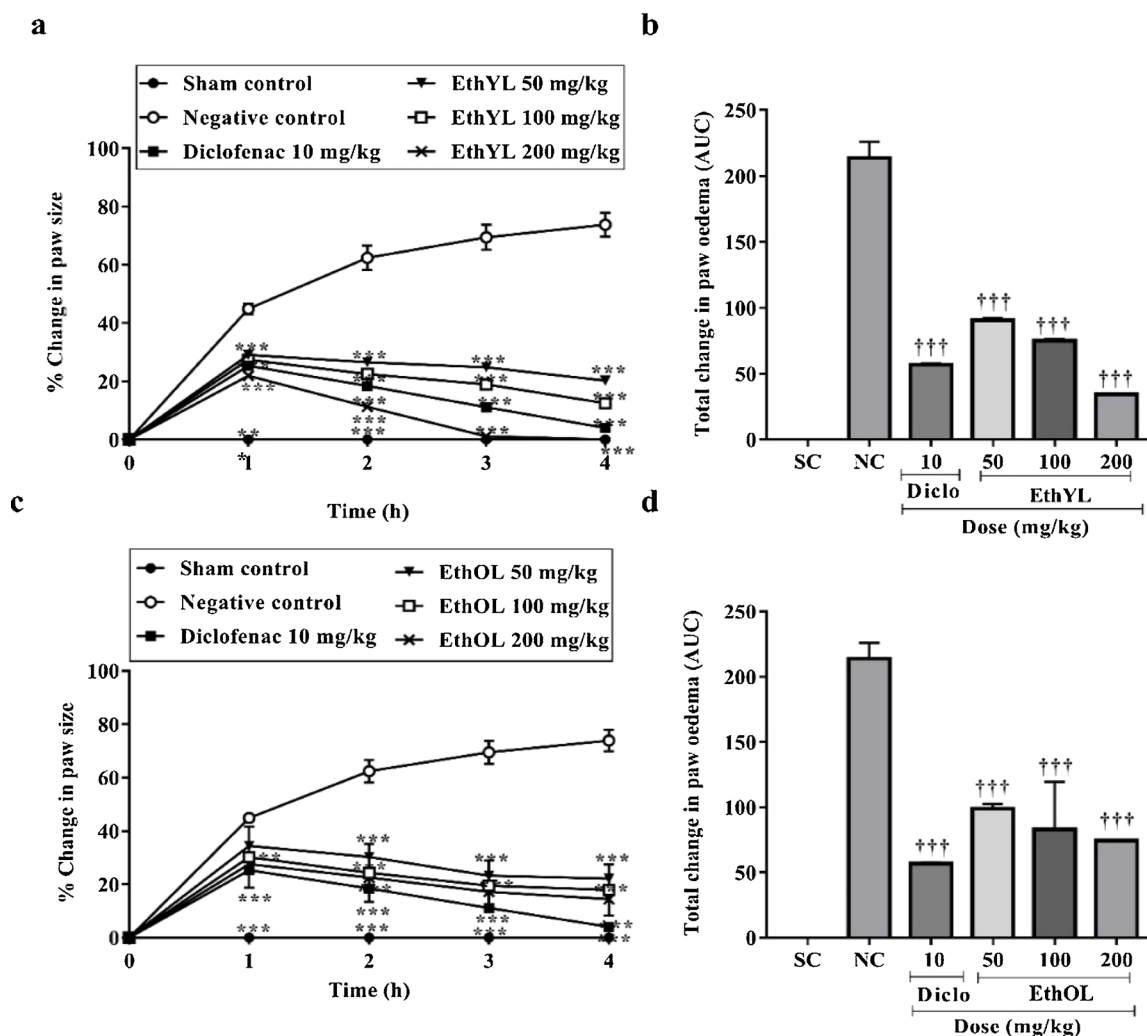 a
Sham control
Negative control
Diclofenac 10 mg/kg
EthYL 50 mg/kg
EthYL 100 mg/kg
EthYL 200 mg/kg
% Change in paw size
100
80
60
40
20
0
*** *** *** ***
** *** *** ***
*** *** *** ***
*** ***
** *** ***
*
0 1 2 3 4
Time (h)
b
Total change in paw oedema (AUC)
250
200
150
100
50
0
††† ††† ††† †††
SC NC 10 50 100 200
Diclo EthYL
Dose (mg/kg)
c
Sham control
Negative control
Diclofenac 10 mg/kg
EthOL 50 mg/kg
EthOL 100 mg/kg
EthOL 200 mg/kg
% Change in paw size
100
80
60
40
20
0
*** *** ***
*** ***
*** *** ***
*** *** ***
0 1 2 3 4
Time (h)
d
Total change in paw oedema (AUC)
250
200
150
100
50
0
††† ††† ††† †††
SC NC 10 50 100 200
Diclo EthOL
Dose (mg/kg)